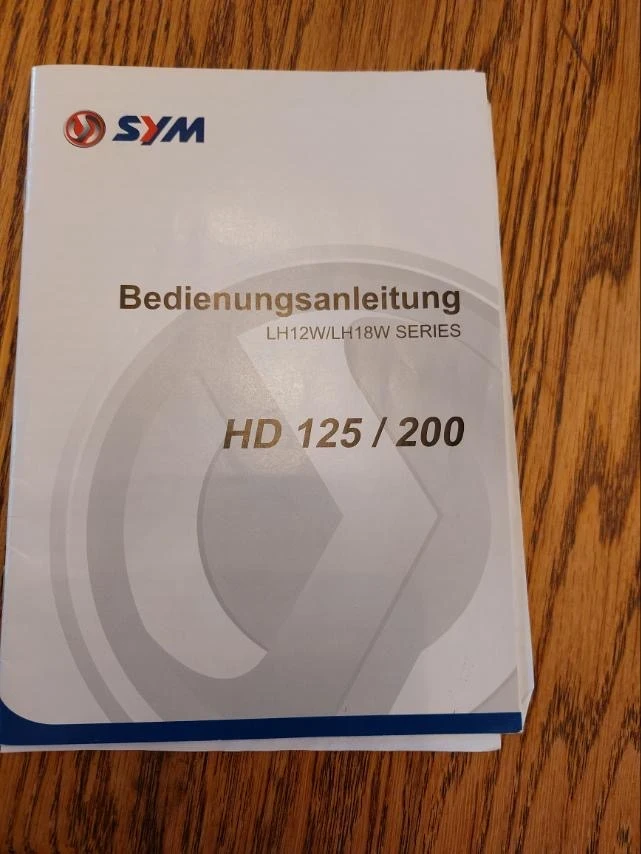 SYM
Bedienungsanleitung
LH12W/LH18W SERIES
HD 125 / 200